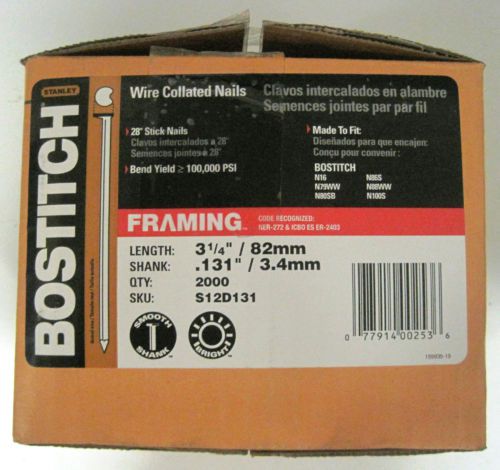 STANLEY
BOSTITCH
Wire Collated Nails
Clavos intercalados en alambre
Semences jointes par par fil
28° Stick Nails
Clavos intercalados a 28°
Semences jointes à 28°
Bend Yield ≥ 100,000 PSI
Made To Fit:
Diseñados para que encajen:
Conçu pour convenir :
BOSTITCH
N16 N86S
N79WW N88WW
N80SB N100S
FRAMING™
CODE RECOGNIZED:
NER-272 & ICBO ES ER-2403
LENGTH: 3 1/4" / 82mm
SHANK: .131" / 3.4mm
QTY: 2000
SKU: S12D131
SMOOTH SHANK
BRIGHT
0 77914 00253 6